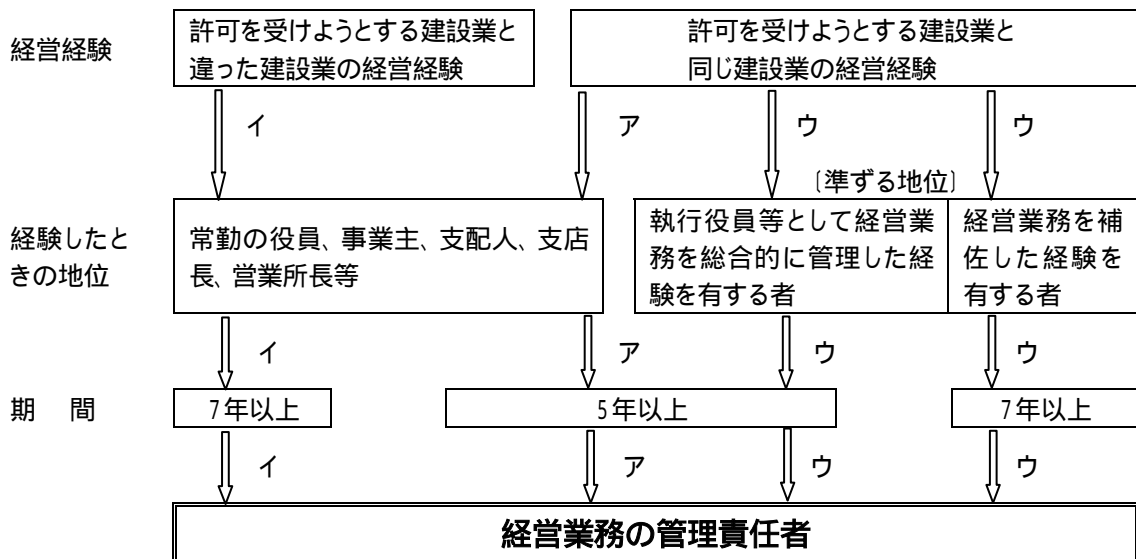 経営経験
許可を受けようとする建設業と
違った建設業の経営経験
許可を受けようとする建設業と
同じ建設業の経営経験
イ
ア
ウ
ウ
〔準ずる地位〕
経験したと
きの地位
常勤の役員、事業主、支配人、支店
長、営業所長等
執行役員等として経営業
務を総合的に管理した経
験を有する者
経営業務を補
佐した経験を
有する者
イ
ア
ウ
ウ
期 間
7年以上
5年以上
7年以上
イ
ア
ウ
ウ
経営業務の管理責任者